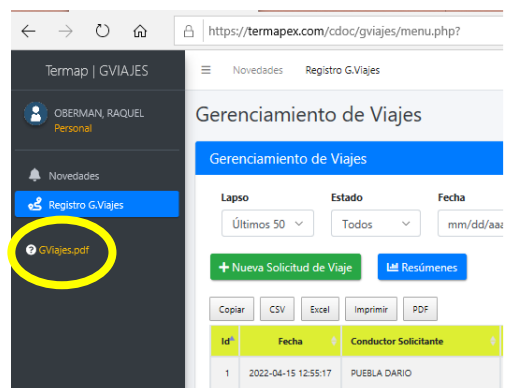 https://termapex.com/cdoc/gviajes/menu.php?
Termap | GVIAJES
Novedades Registro G.Viajes
OBERMAN, RAQUEL
Personal
Gerenciamiento de Viajes
Gerenciamiento de Viajes
Novedades
Registro G.Viajes
GViajes.pdf
Lapso Estado Fecha
Últimos 50 Todos mm/dd/aaa
Nueva Solicitud de Viaje Resúmenes
Copiar CSV Excel Imprimir PDF
Id Fecha Conductor Solicitante
1 2022-04-15 12:55:17 PUEBLA DARIO